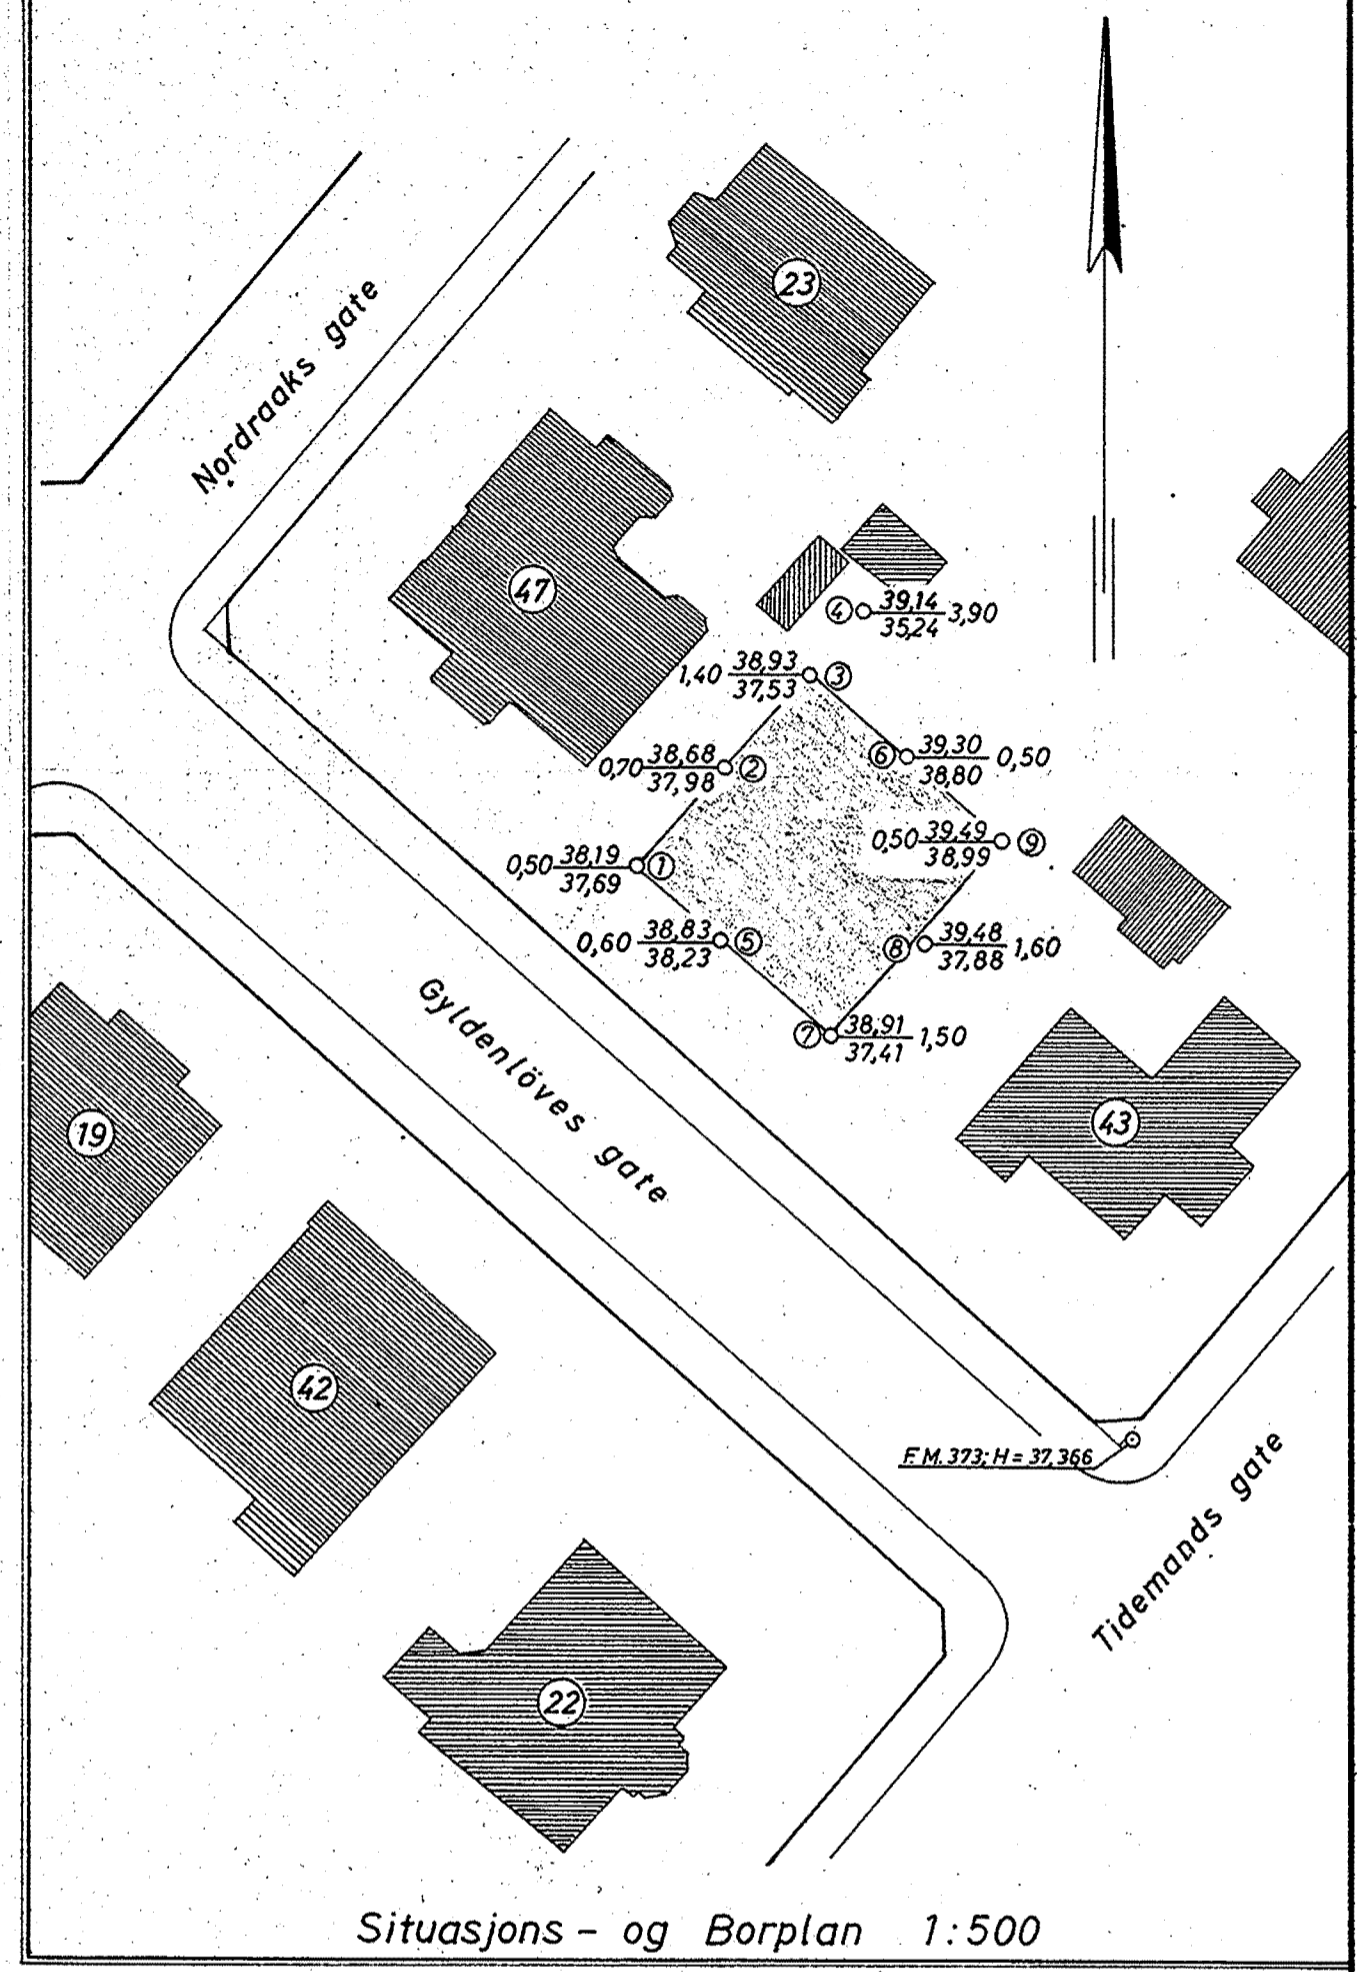 Nordraaks gate
23
47
④ 39,14 3,90
35,24
1,40 38,93 ③
37,53
⑥ 39,30 0,50
38,80
0,70 38,68 ②
37,98
0,50 39,49 ⑨
38,99
0,50 38,19 ①
37,69
0,60 38,83 ⑤
38,23
⑧ 39,48 1,60
37,88
⑦ 38,91 1,50
37,41
Gyldenlöves gate
19
43
42
F.M. 373; H = 37,366
Tidemands gate
22
Situasjons - og Borplan 1:500